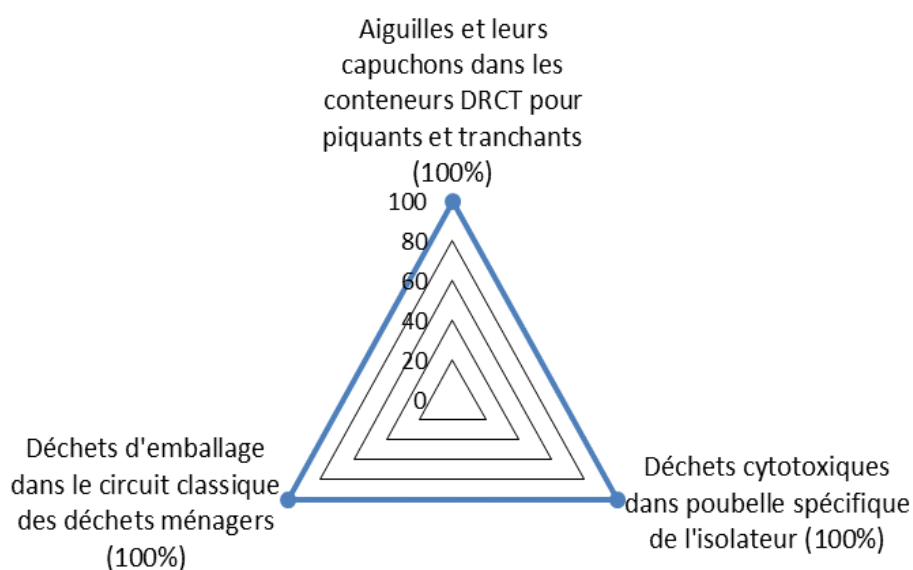 Aiguilles et leurs
capuchons dans les
conteneurs DRCT pour
piquants et tranchants
(100%)
100
80
60
40
20
0
Déchets d'emballage
dans le circuit classique
des déchets ménagers
(100%)
Déchets cytotoxiques
dans poubelle spécifique
de l'isolateur (100%)